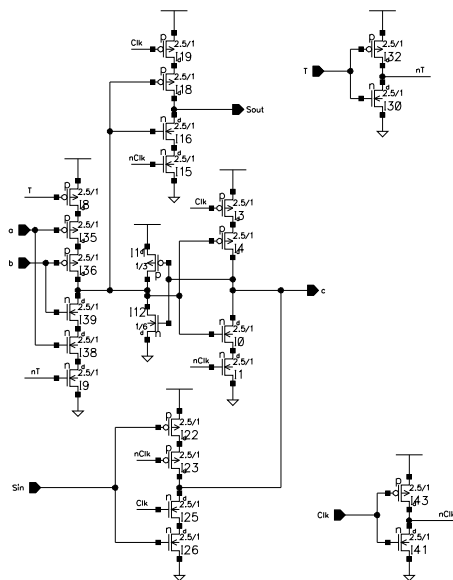 p
Clk
2.5/1
I19
d
p
2.5/1
I18
d
Sout
n
d
2.5/1
I16
n
d
nClk
2.5/1
I15
p
T
2.5/1
I32
d
nT
n
d
2.5/1
I30
p
T
2.5/1
I8
d
p
a
2.5/1
I35
d
p
b
2.5/1
I36
d
n
d
2.5/1
I39
n
d
2.5/1
I38
n
d
nT
2.5/1
I9
I1
d
1/3
p
I12
d
1/6
n
p
Clk
2.5/1
I3
d
p
2.5/1
I4
d
c
n
d
2.5/1
I0
n
d
nClk
2.5/1
I1
p
2.5/1
I22
d
p
nClk
2.5/1
I23
d
Sin
n
d
Clk
2.5/1
I25
n
d
2.5/1
I26
p
2.5/1
I43
d
Clk
nClk
n
d
2.5/1
I41